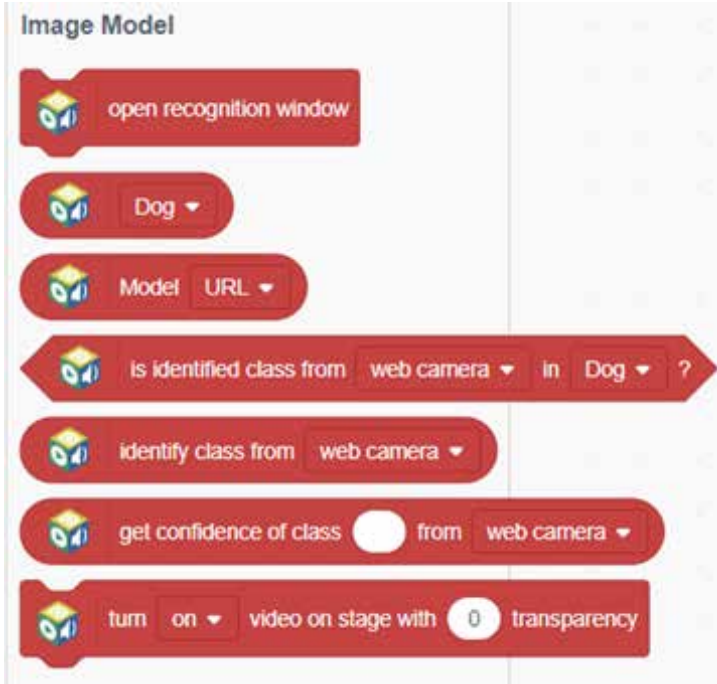 Image Model
open recognition window
Dog
Model URL
is identified class from web camera in Dog ?
identify class from web camera
get confidence of class from web camera
turn on video on stage with 0 transparency